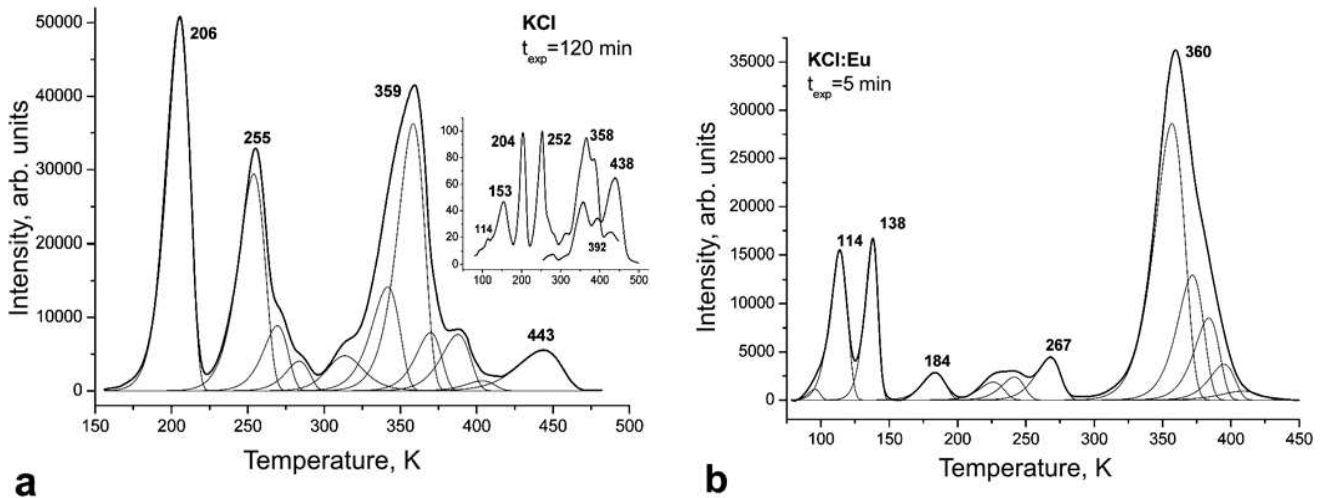 KCl
t_exp=120 min
Intensity, arb. units
50000
40000
30000
20000
10000
0
206
255
359
443
150 200 250 300 350 400 450 500
Temperature, K
a
100
80
60
40
20
0
114
153
204
252
358
392
438
100 200 300 400 500
KCl:Eu
t_exp=5 min
Intensity, arb. units
35000
30000
25000
20000
15000
10000
5000
0
114
138
184
267
360
100 150 200 250 300 350 400 450
Temperature, K
b